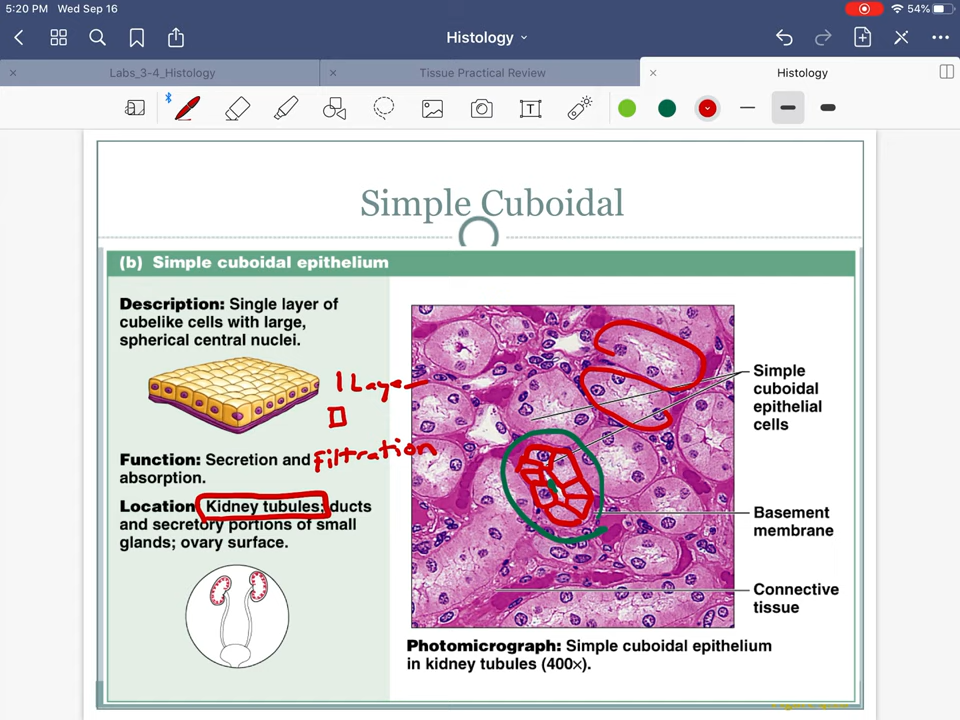 5:20 PM Wed Sep 16
54%
Histology
Labs_3-4_Histology
Tissue Practical Review
Histology
T
Simple Cuboidal
(b) Simple cuboidal epithelium
Description: Single layer of
cubelike cells with large,
spherical central nuclei.
1 Layer
Function: Secretion and Filtration
absorption.
Location: Kidney tubules; ducts
and secretory portions of small
glands; ovary surface.
Simple
cuboidal
epithelial
cells
Basement
membrane
Connective
tissue
Photomicrograph: Simple cuboidal epithelium
in kidney tubules (400×).